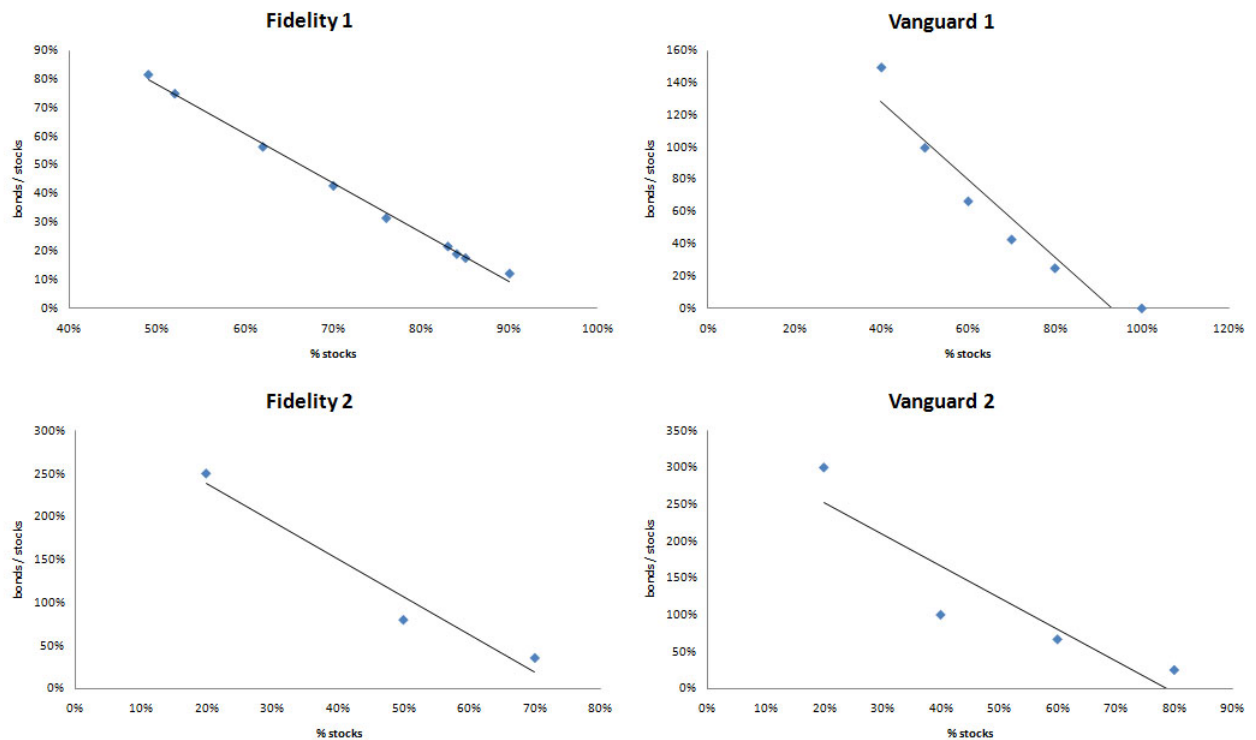 Fidelity 1
90%
80%
70%
60%
50%
40%
30%
20%
10%
0%
bonds / stocks
40% 50% 60% 70% 80% 90% 100%
% stocks
Vanguard 1
160%
140%
120%
100%
80%
60%
40%
20%
0%
bonds / stocks
0% 20% 40% 60% 80% 100% 120%
% stocks
Fidelity 2
300%
250%
200%
150%
100%
50%
0%
bonds / stocks
0% 10% 20% 30% 40% 50% 60% 70% 80%
% stocks
Vanguard 2
350%
300%
250%
200%
150%
100%
50%
0%
bonds / stocks
0% 10% 20% 30% 40% 50% 60% 70% 80% 90%
% stocks